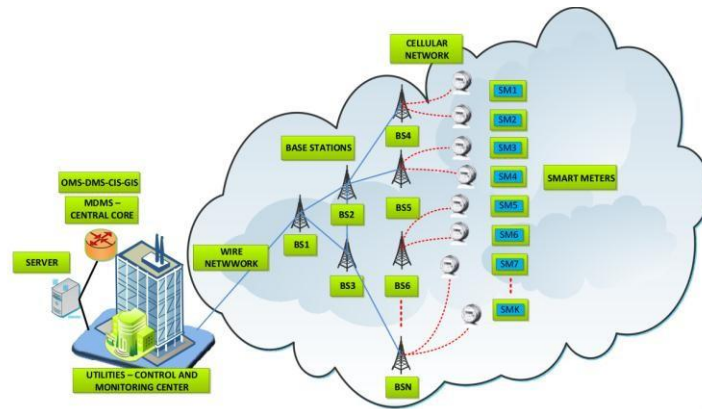 CELLULAR
NETWORK
SM1
SM2
BS4
BASE STATIONS
SM3
SM4
SMART METERS
OMS-DMS-CIS-GIS
MDMS –
CENTRAL CORE
BS2
BS5
SM5
BS1
SM6
SERVER
WIRE NETWWORK
BS3
BS6
SM7
SMK
UTILITIES – CONTROL AND
MONITORING CENTER
BSN